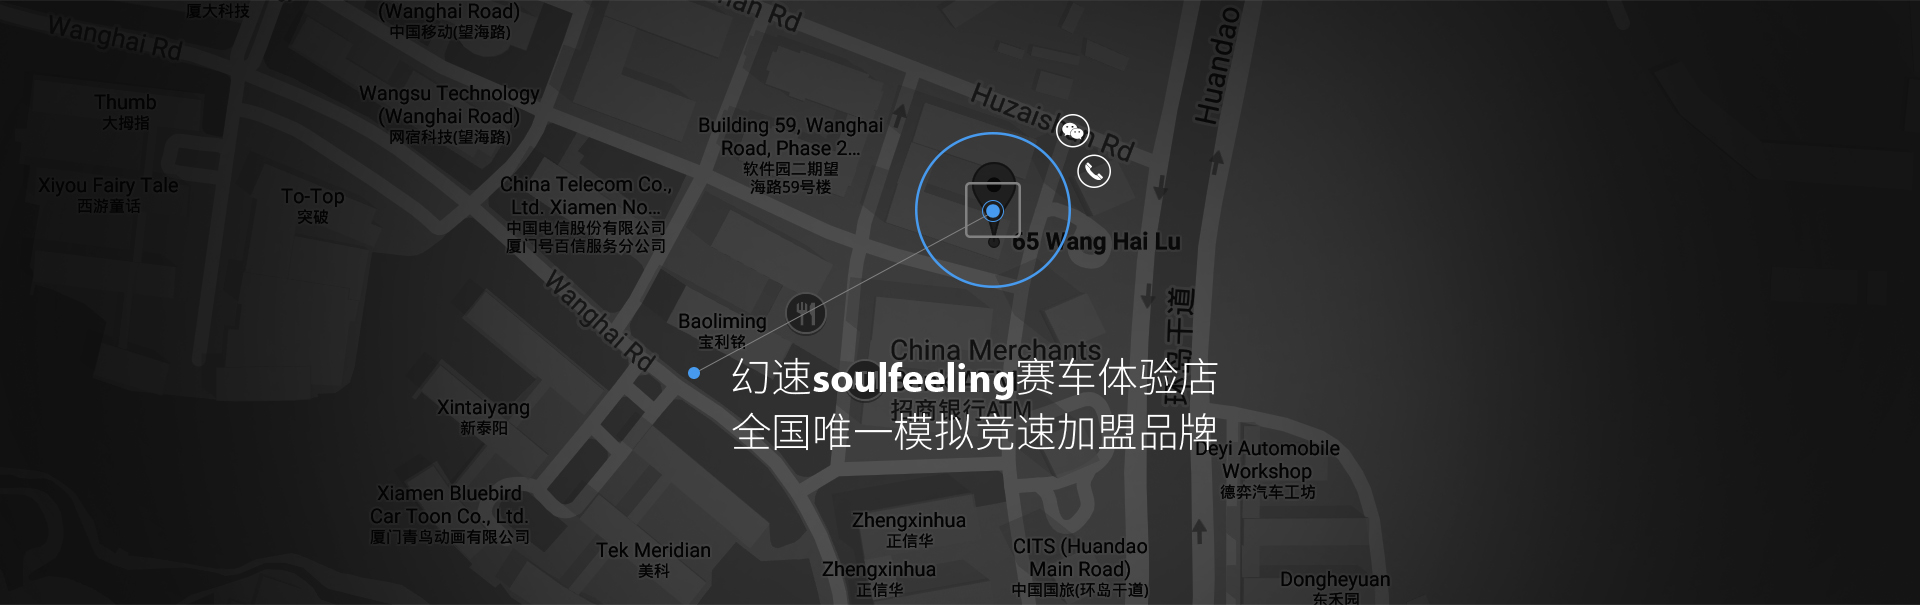 厦大科技
(Wanghai Road)
中国移动(望海路)
Wanghai Rd
Thumb
大拇指
Wangsu Technology
(Wanghai Road)
网宿科技(望海路)
Building 59, Wanghai
Road, Phase 2...
软件园二期望
海路59号楼
Huzaishan Rd
Huandao
Xiyou Fairy Tale
西游童话
To-Top
突破
China Telecom Co.,
Ltd. Xiamen No...
中国电信股份有限公司
厦门号百信服务分公司
65 Wang Hai Lu
Wanghai Rd
Baoliming
宝利铭
环岛干道
China Merchants
招商银行ATM
幻速soulfeeling赛车体验店
全国唯一模拟竞速加盟品牌
Xintaiyang
新泰阳
Deyi Automobile
Workshop
德弈汽车工坊
Xiamen Bluebird
Car Toon Co., Ltd.
厦门青鸟动画有限公司
Zhengxinhua
正信华
Tek Meridian
美科
Zhengxinhua
正信华
CITS (Huandao
Main Road)
中国国旅(环岛干道)
Dongheyuan
东禾园